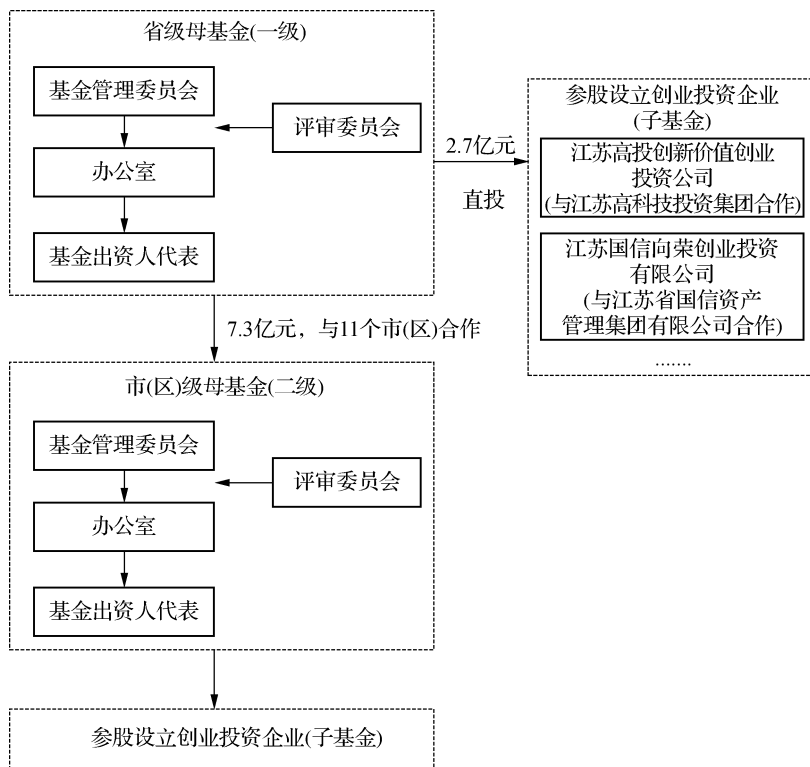 省级母基金(一级)
基金管理委员会
评审委员会
办公室
基金出资人代表
2.7亿元
直投
参股设立创业投资企业
(子基金)
江苏高投创新价值创业
投资公司
(与江苏高科技投资集团合作)
江苏国信向荣创业投资
有限公司
(与江苏省国信资产
管理集团有限公司合作)
.......
7.3亿元，与11个市(区)合作
市(区)级母基金(二级)
基金管理委员会
评审委员会
办公室
基金出资人代表
参股设立创业投资企业(子基金)